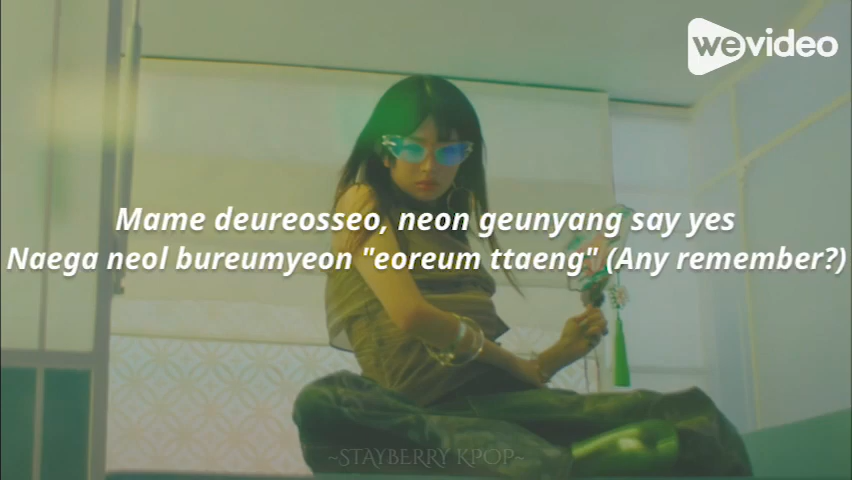 wevideo
Mame deureosseo, neon geunyang say yes
Naega neol bureumyeon "eoreum ttaeng" (Any remember?)
~STAYBERRY KPOP~